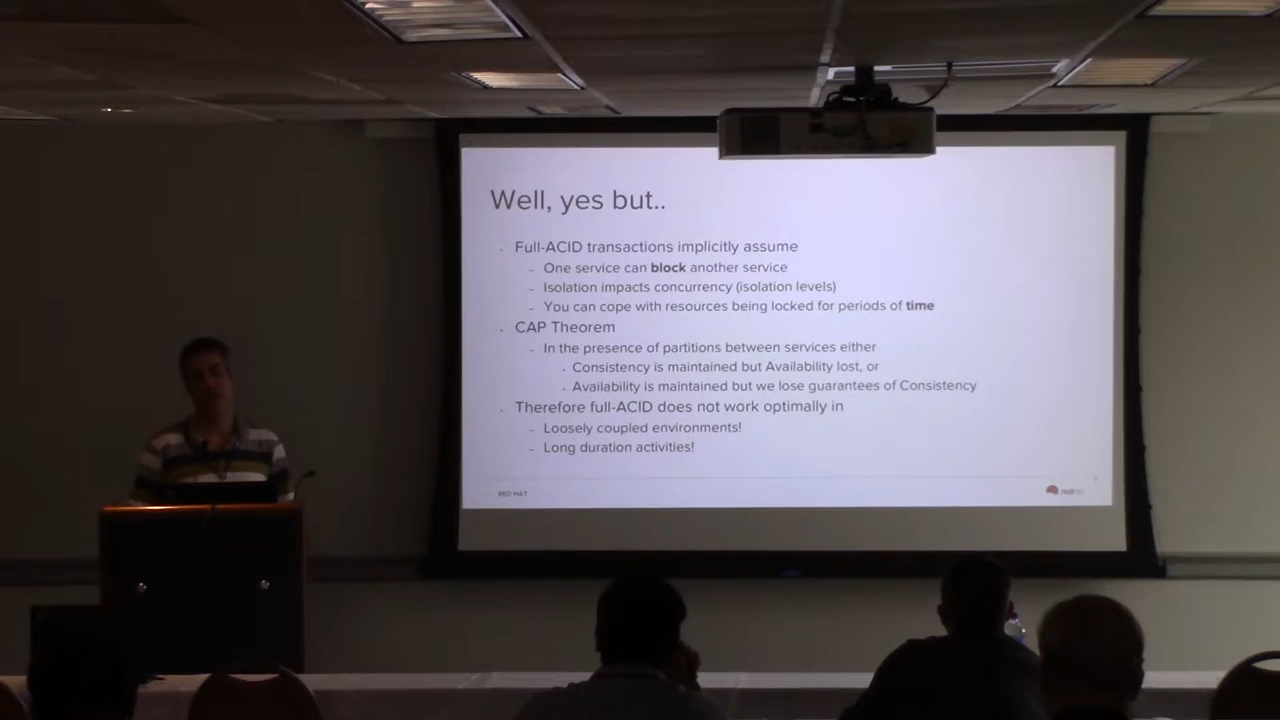 Well, yes but..
Full-ACID transactions implicitly assume
One service can block another service
Isolation impacts concurrency (isolation levels)
You can cope with resources being locked for periods of time
CAP Theorem
In the presence of partitions between services either
Consistency is maintained but Availability lost, or
Availability is maintained but we lose guarantees of Consistency
Therefore full-ACID does not work optimally in
Loosely coupled environments!
Long duration activities!
RED HAT
redhat